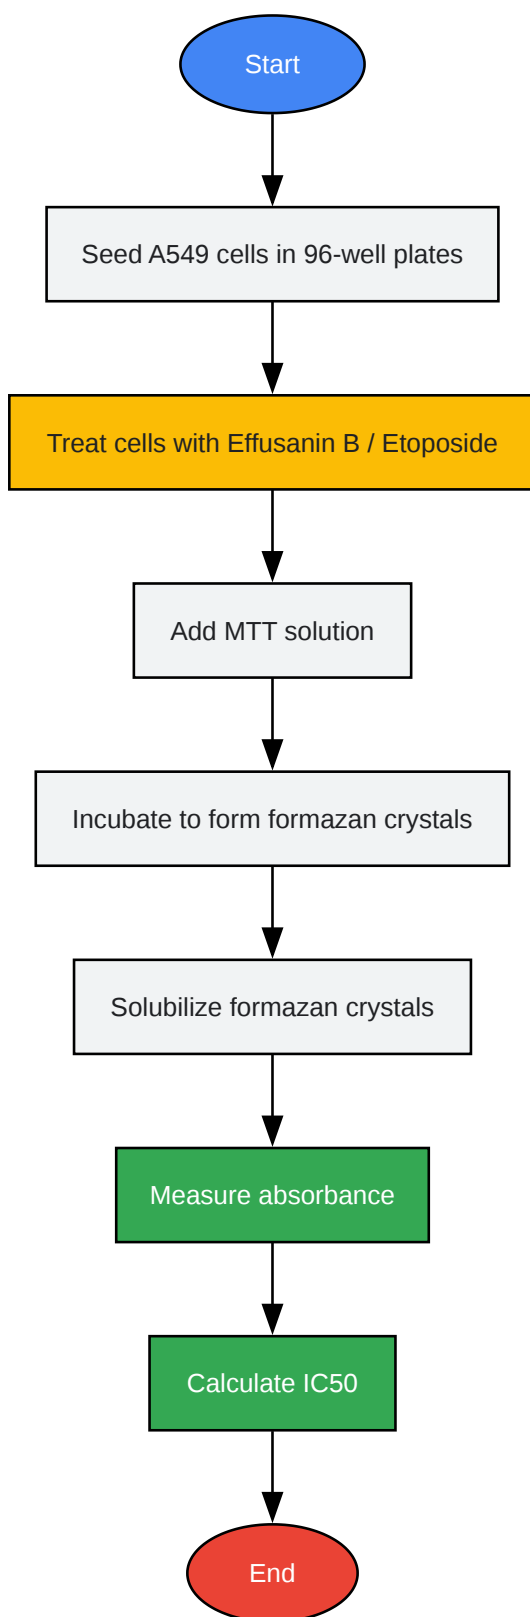 Start
Seed A549 cells in 96-well plates
Treat cells with Effusanin B / Etoposide
Add MTT solution
Incubate to form formazan crystals
Solubilize formazan crystals
Measure absorbance
Calculate IC50
End